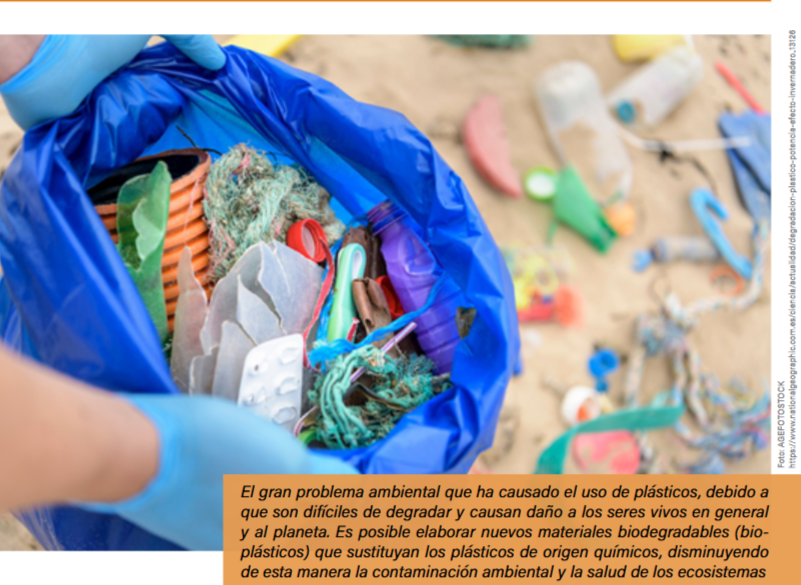 El gran problema ambiental que ha causado el uso de plásticos, debido a
que son difíciles de degradar y causan daño a los seres vivos en general
y al planeta. Es posible elaborar nuevos materiales biodegradables (bio-
plásticos) que sustituyan los plásticos de origen químicos, disminuyendo
de esta manera la contaminación ambiental y la salud de los ecosistemas
Foto: AGEFOTOSTOCK
https://www.nationalgeographic.com.es/ciencia/actualidad/degradacion-plastico-potencia-efecto-invernadero_13126